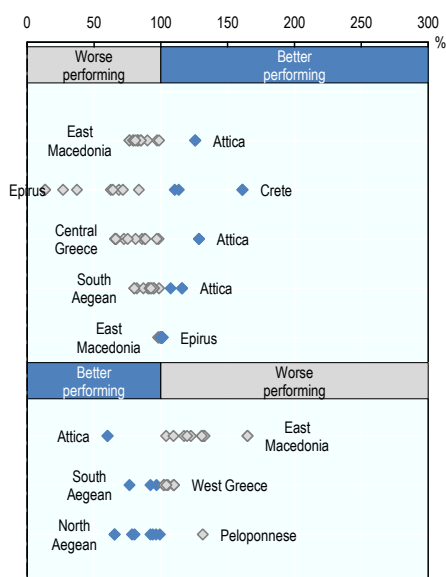 0 50 100 150 200 250 300
%
Worse performing
Better performing
East Macedonia
Attica
Epirus
Crete
Central Greece
Attica
South Aegean
Attica
East Macedonia
Epirus
Better performing
Worse performing
Attica
East Macedonia
South Aegean
West Greece
North Aegean
Peloponnese